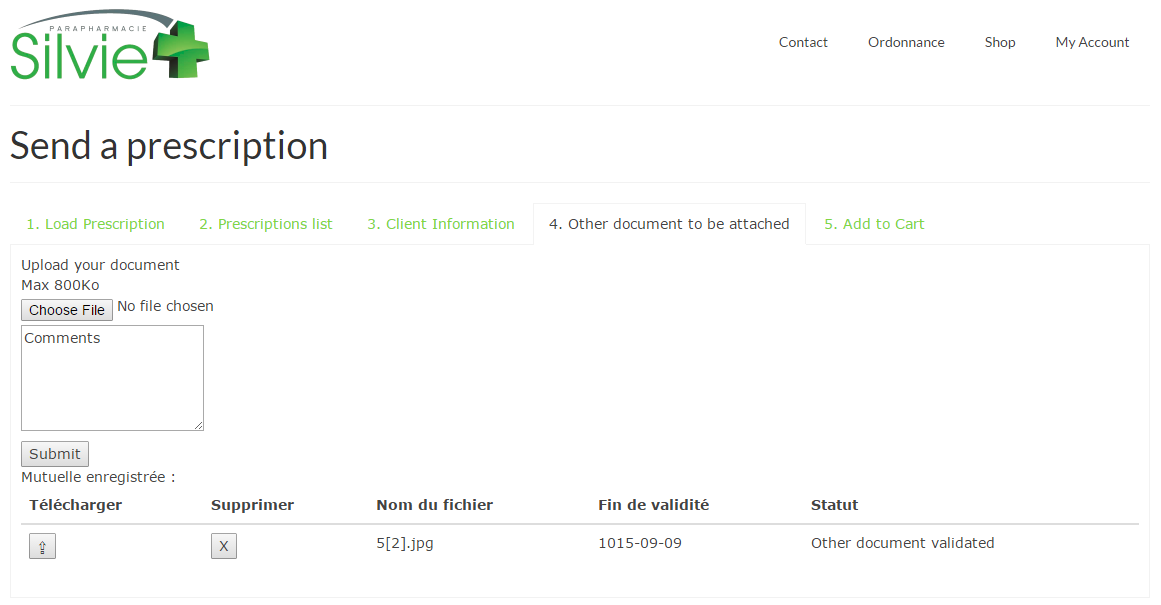 PARAPHARMACIE
Silvie
Contact Ordonnance Shop My Account
Send a prescription
1. Load Prescription 2. Prescriptions list 3. Client Information 4. Other document to be attached 5. Add to Cart
Upload your document
Max 800Ko
Choose File No file chosen
Comments
Submit
Mutuelle enregistrée :
Télécharger Supprimer Nom du fichier Fin de validité Statut
⇪ X 5[2].jpg 1015-09-09 Other document validated